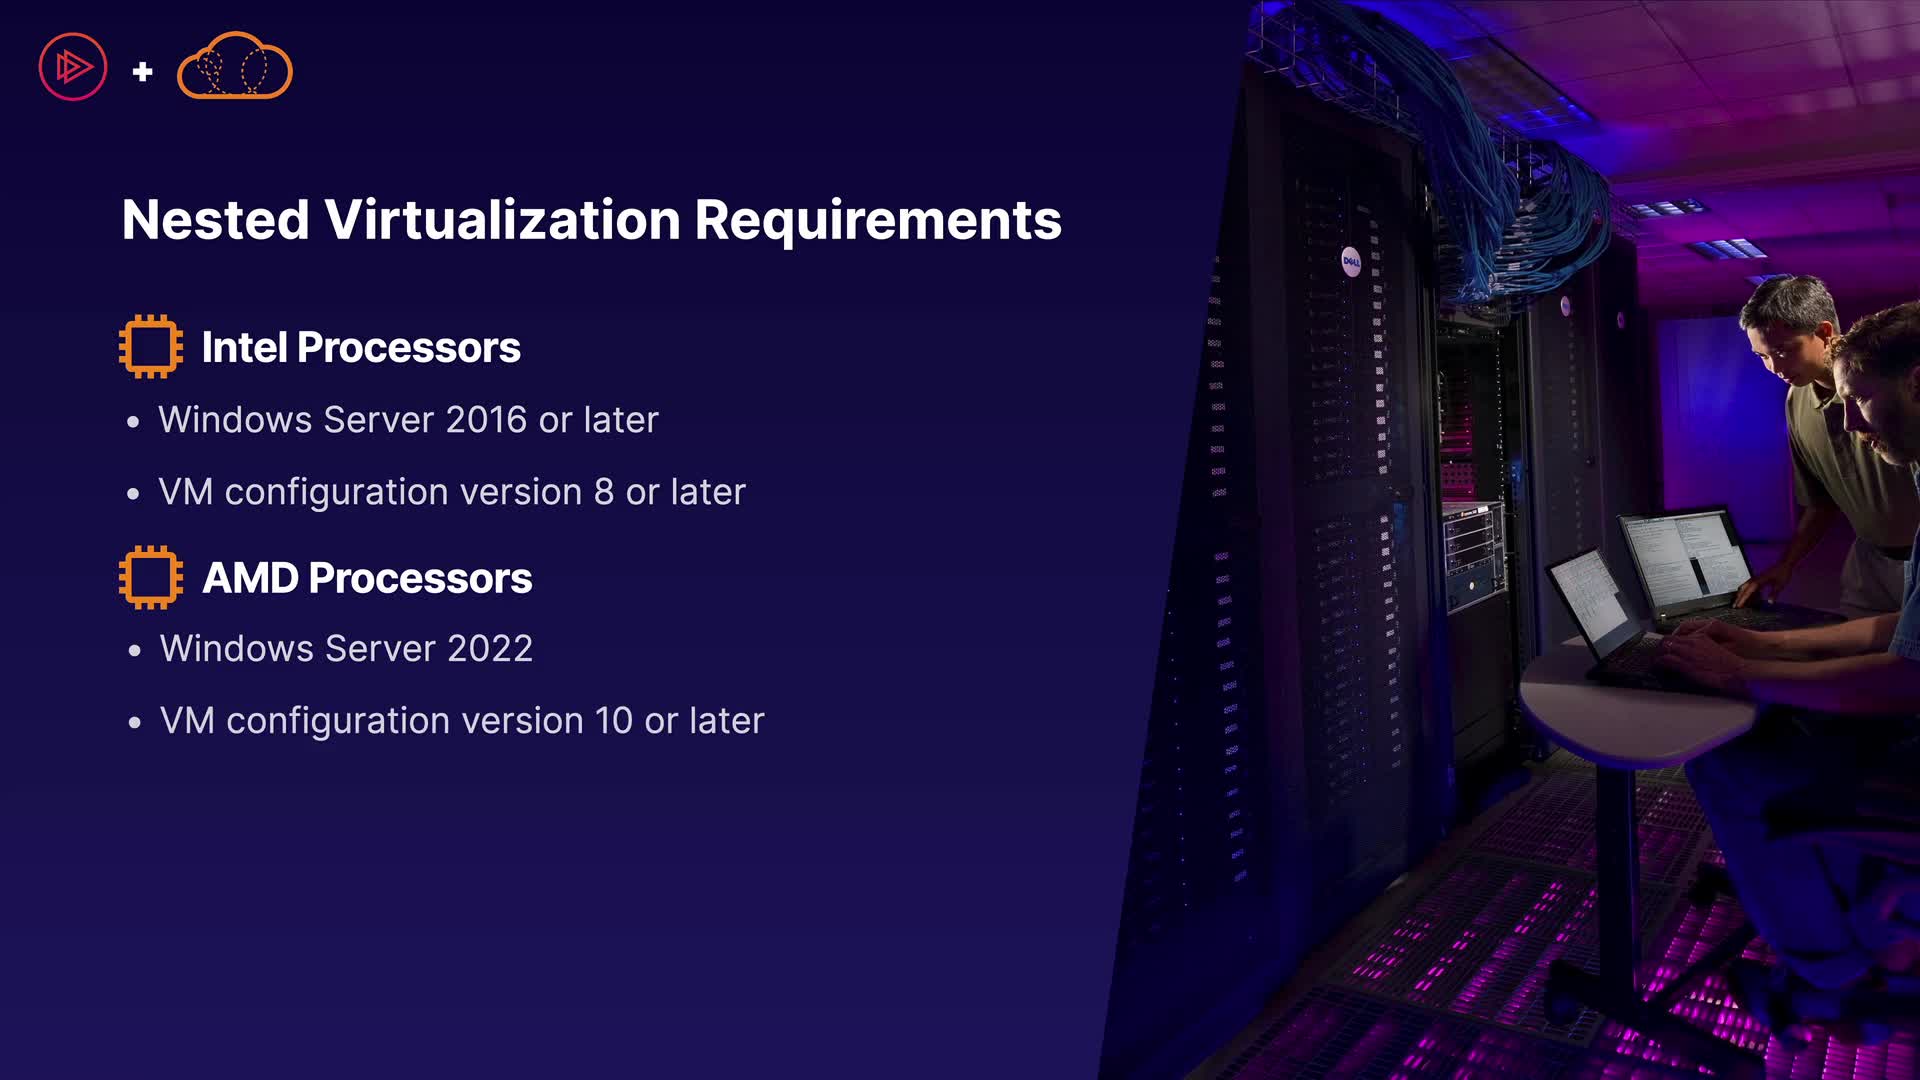 Nested Virtualization Requirements
Intel Processors
• Windows Server 2016 or later
• VM configuration version 8 or later
AMD Processors
• Windows Server 2022
• VM configuration version 10 or later
DELL